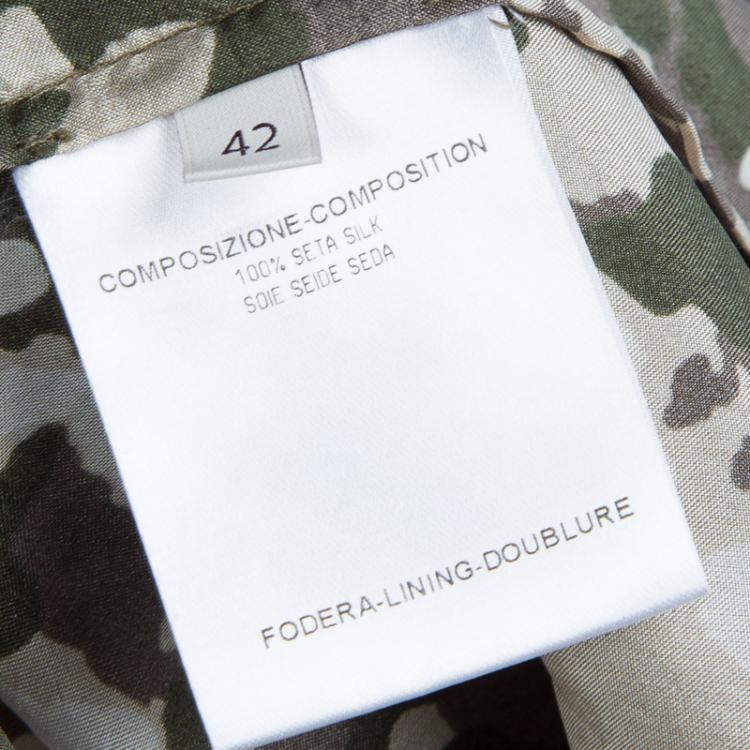 42
COMPOSIZIONE-COMPOSITION
100% SETA SILK
SOIE SEIDE SEDA
FODERA-LINING-DOUBLURE